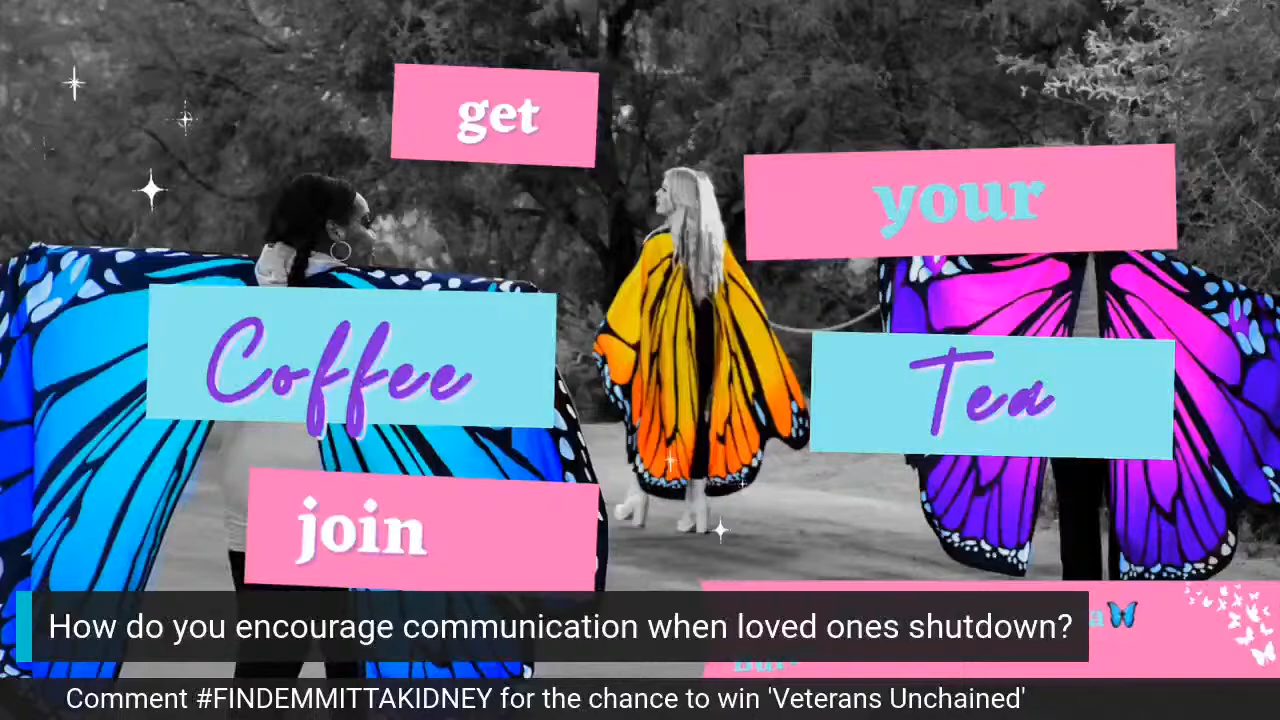 get
your
Coffee
Tea
join
How do you encourage communication when loved ones shutdown?
Comment #FINDEMMITTAKIDNEY for the chance to win 'Veterans Unchained'